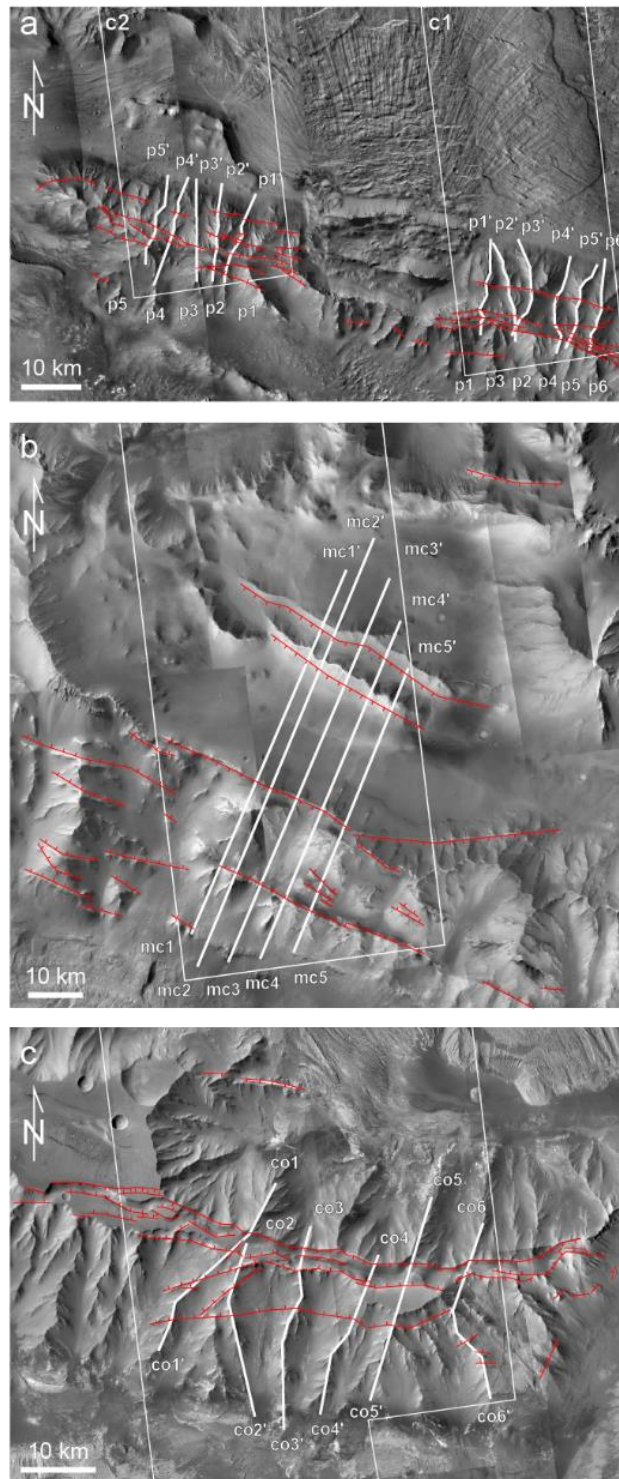 a
c2
c1
N
p5'
p4'
p3'
p2'
p1'
p1'
p2'
p3'
p4'
p5'
p6'
p5
p4
p3
p2
p1
p1
p3
p2
p4
p5
p6
10 km
b
N
mc2'
mc1'
mc3'
mc4'
mc5'
mc1
mc2
mc3
mc4
mc5
10 km
c
N
co1
co2
co3
co4
co5
co6
co1'
co2'
co3'
co4'
co5'
co6'
10 km